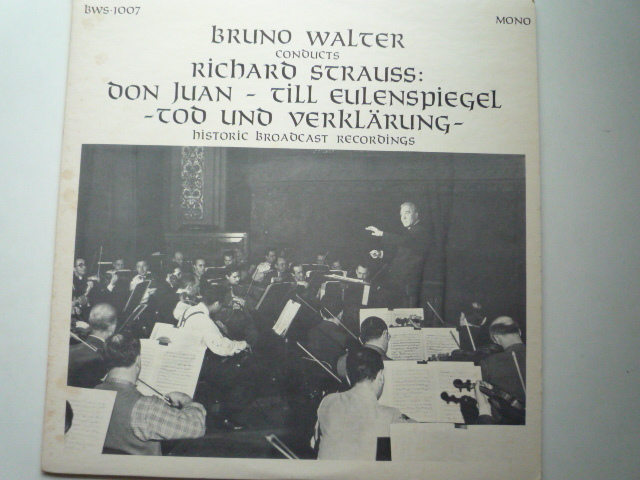 BWS-1007
MONO
BRUNO WALTER
CONDUCTS
RICHARD STRAUSS:
DON JUAN - TILL EULENSPIEGEL
-TOD UND VERKLÄRUNG-
HISTORIC BROADCAST RECORDINGS